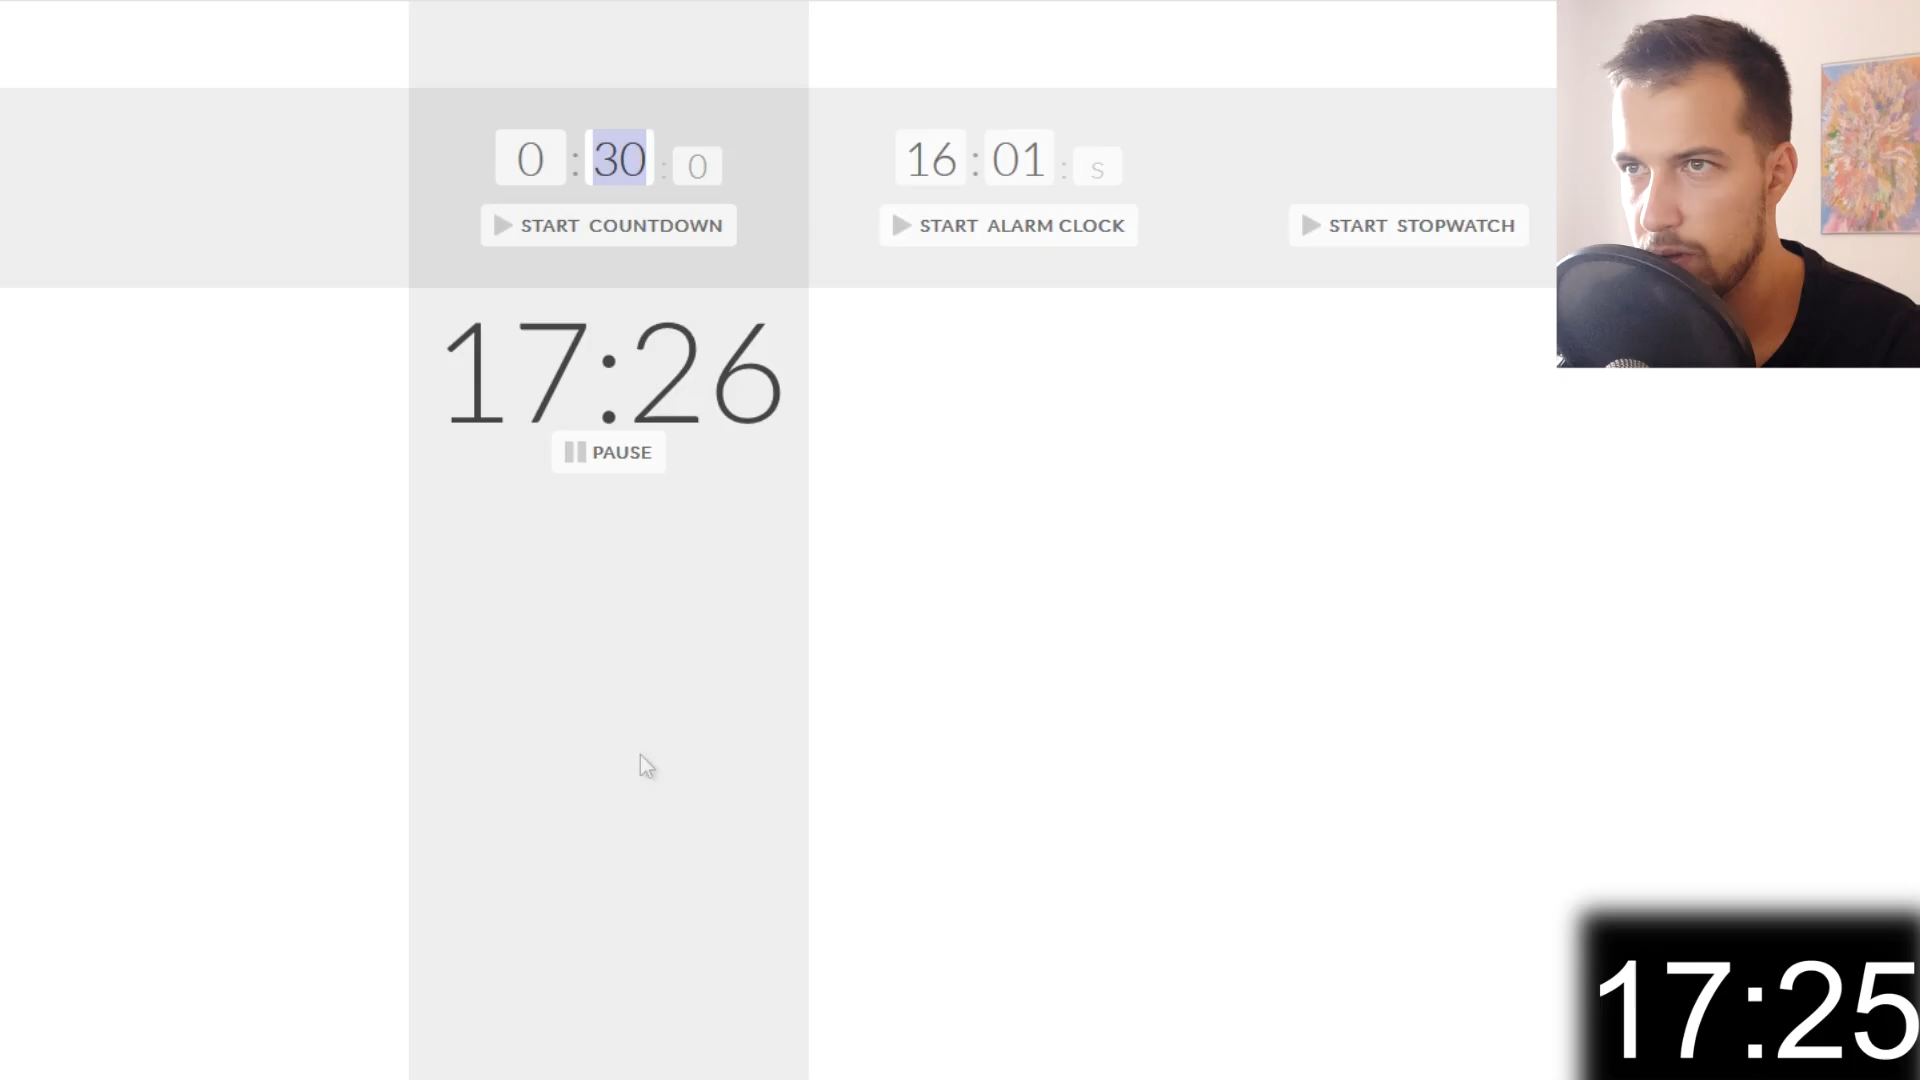 0 : 30 : 0
START COUNTDOWN
16 : 01 : s
START ALARM CLOCK
START STOPWATCH
17:26
PAUSE
17:25